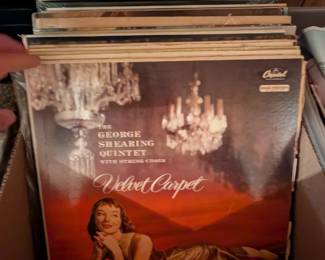 Capitol
THE
GEORGE
SHEARING
QUINTET
WITH STRING CHOIR
Velvet Carpet